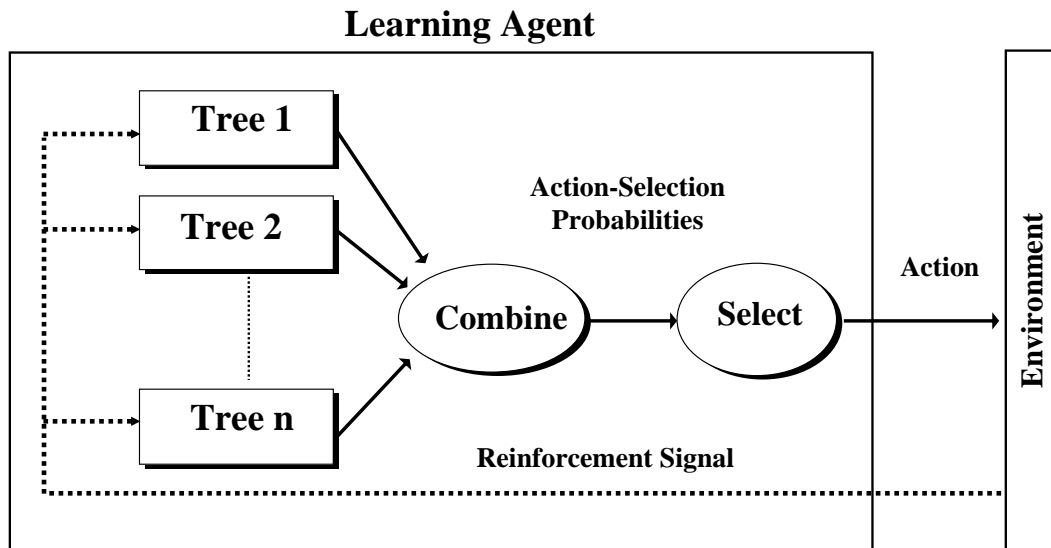 Learning Agent
Tree 1
Tree 2
Tree n
Combine
Action-Selection
Probabilities
Select
Action
Environment
Reinforcement Signal